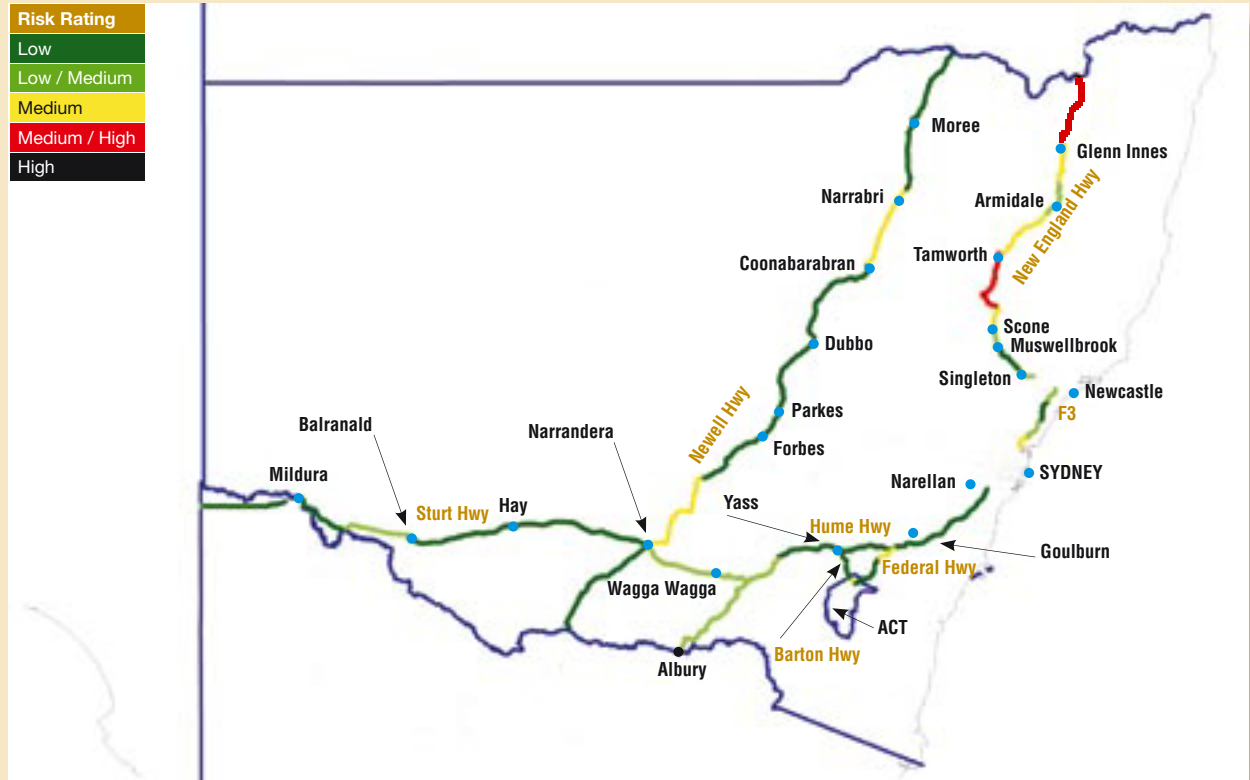 Risk Rating
Low
Low / Medium
Medium
Medium / High
High
Moree
Glenn Innes
Narrabri
Armidale
New England Hwy
Tamworth
Coonabarabran
Scone
Dubbo
Muswellbrook
Singleton
Newcastle
Newell Hwy
Parkes
F3
Balranald
Narrandera
Forbes
Mildura
SYDNEY
Narellan
Sturt Hwy
Hay
Yass
Hume Hwy
Goulburn
Federal Hwy
Wagga Wagga
ACT
Barton Hwy
Albury